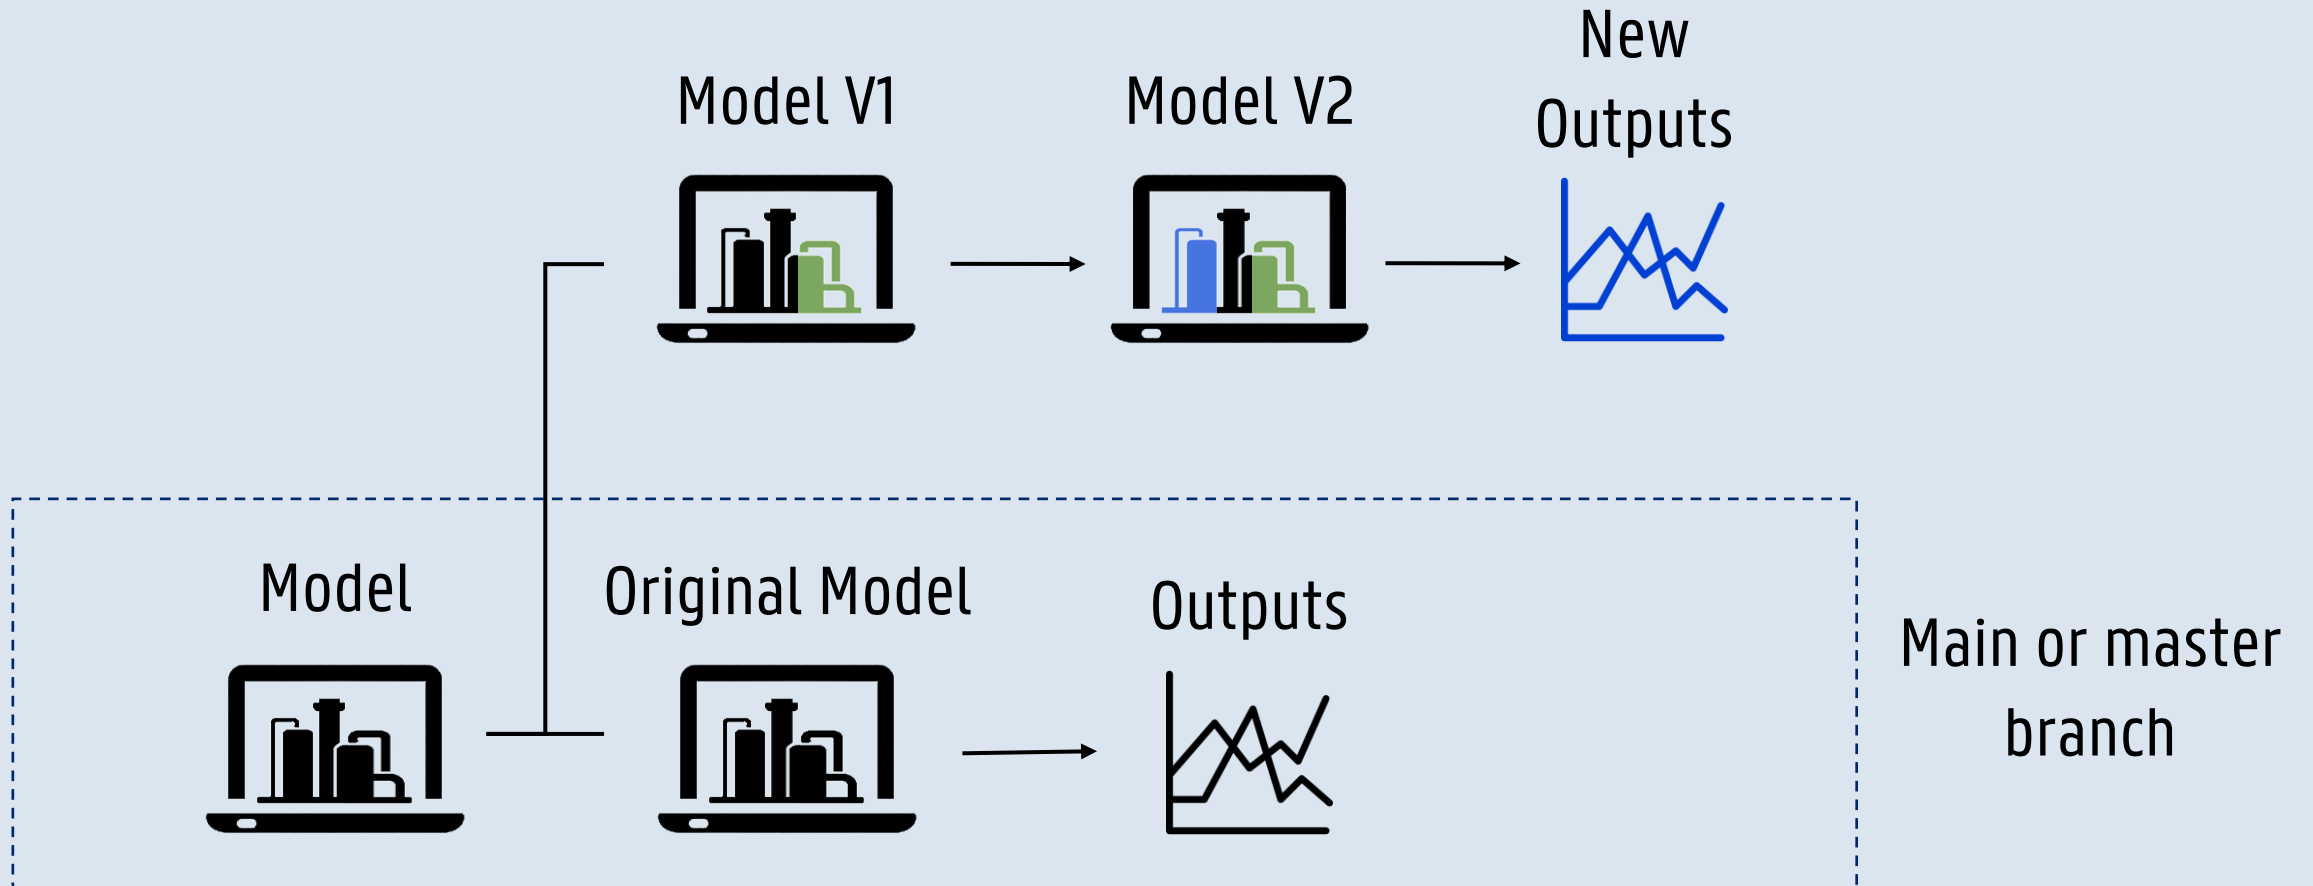 New
Outputs
Model V1
Model V2
Model
Original Model
Outputs
Main or master
branch